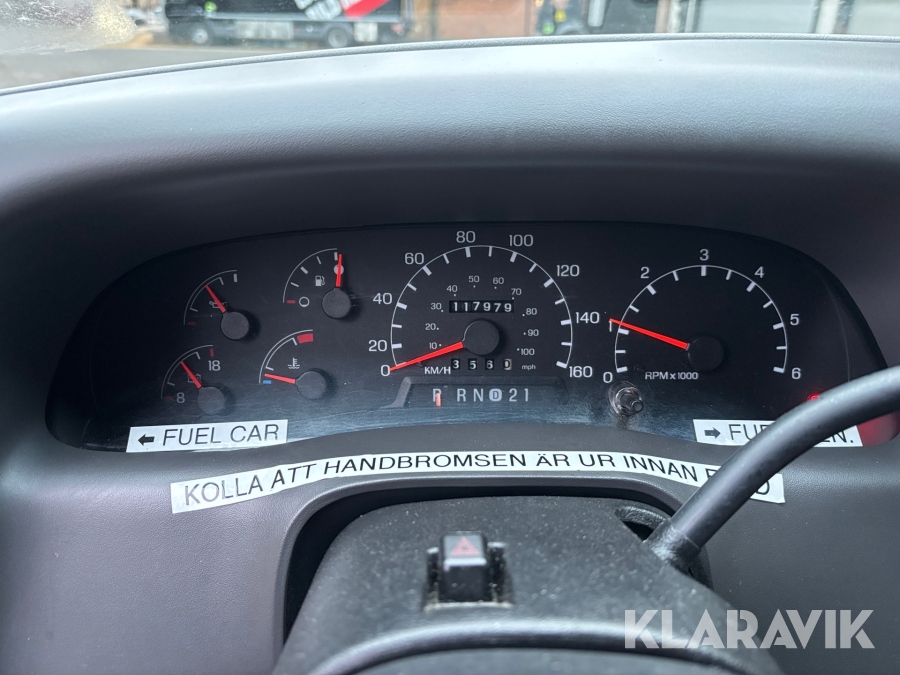 60 80 100
40 120
20 140
0 160
10 20 30 40 50 60 70 80 90 100
117979
KM/H mph
P R N D 2 1
18
8
0 1 2 3 4 5 6
RPM x 1000
← FUEL CAR
→
KOLLA ATT HANDBROMSEN ÄR UR INNAN
KLARAVIK